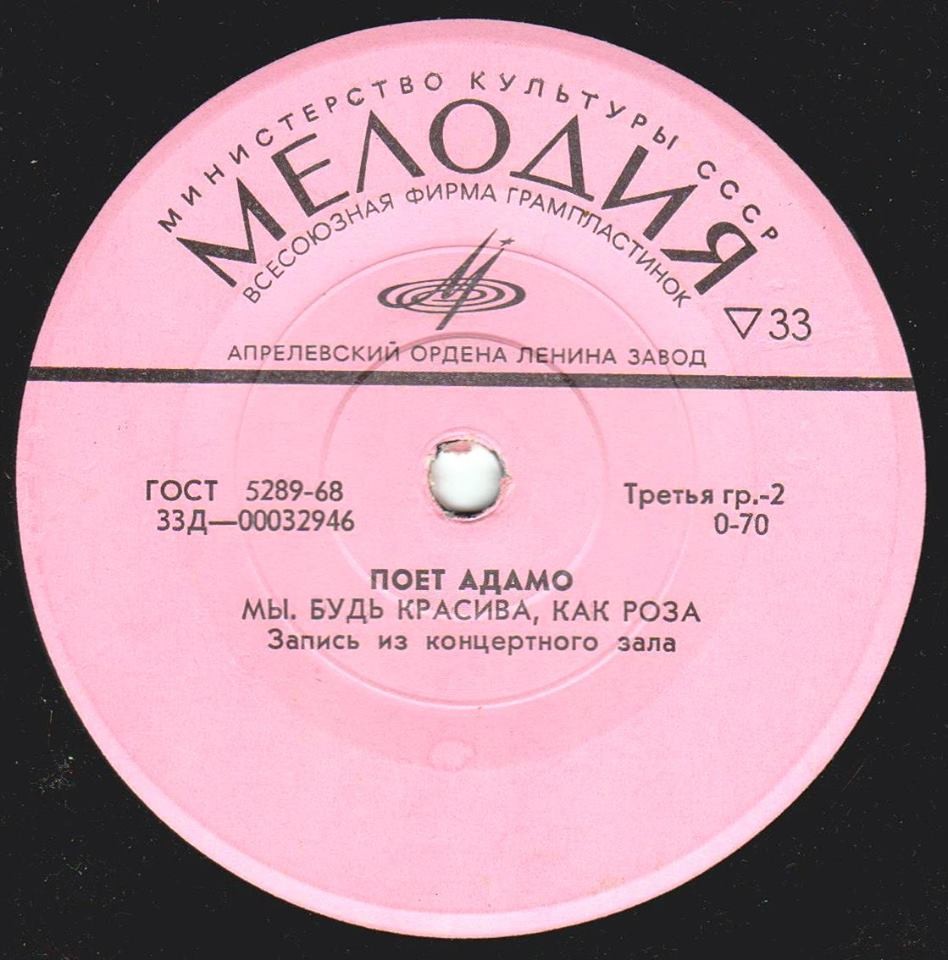 МИНИСТЕРСТВО КУЛЬТУРЫ СССР
МЕЛОДИЯ
ВСЕСОЮЗНАЯ ФИРМА ГРАМПЛАСТИНОК
▽33
АПРЕЛЕВСКИЙ ОРДЕНА ЛЕНИНА ЗАВОД
ГОСТ 5289-68
33Д—00032946
Третья гр.-2
0-70
ПОЕТ АДАМО
МЫ. БУДЬ КРАСИВА, КАК РОЗА
Запись из концертного зала